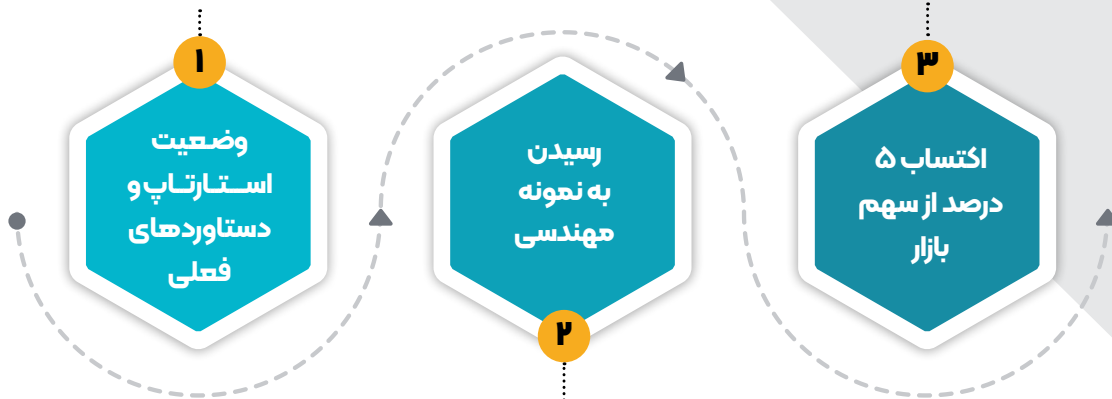 ۱
وضعیت
استارتاپ و
دستاوردهای
فعلی
رسیدن
به نمونه
مهندسی
۲
۳
اکتساب ۵
درصد از سهم
بازار